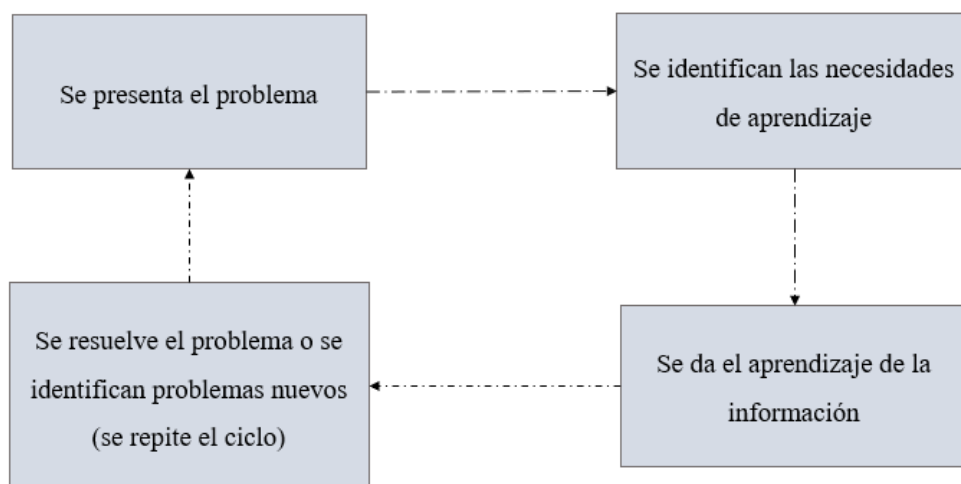 Se presenta el problema
Se identifican las necesidades
de aprendizaje
Se da el aprendizaje de la
información
Se resuelve el problema o se
identifican problemas nuevos
(se repite el ciclo)